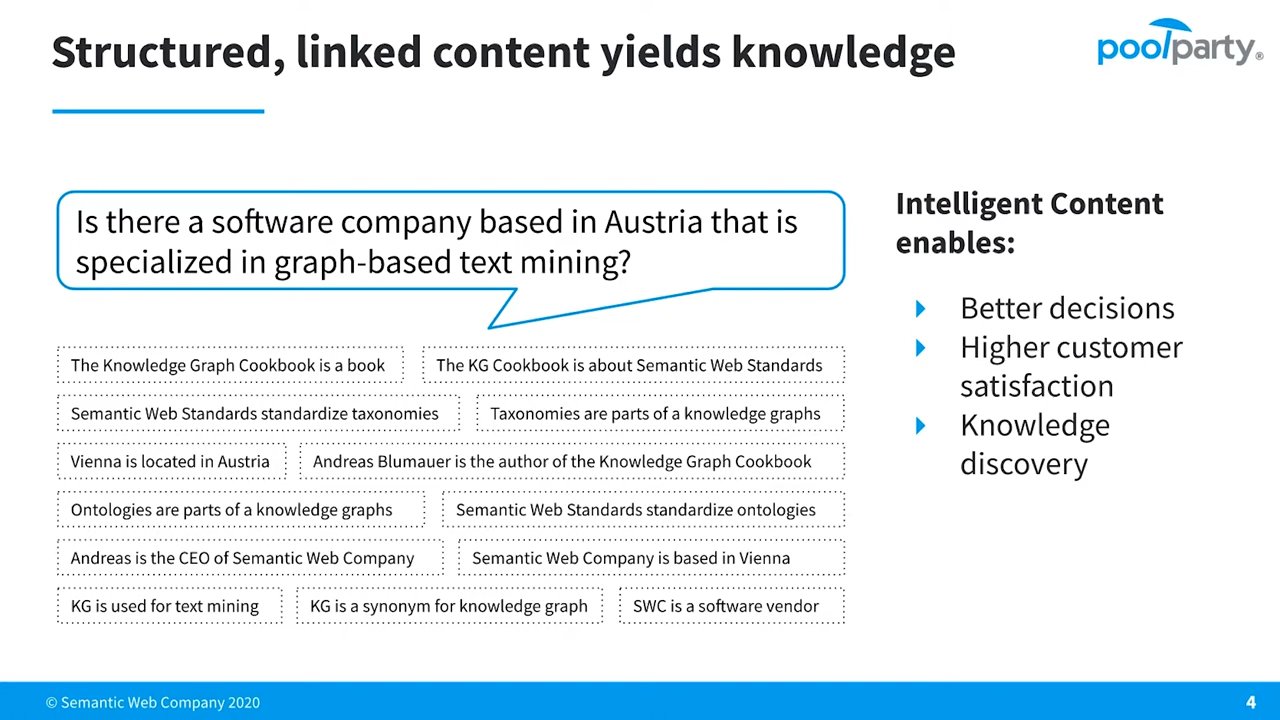 Structured, linked content yields knowledge
poolparty®
Is there a software company based in Austria that is
specialized in graph-based text mining?
The Knowledge Graph Cookbook is a book
The KG Cookbook is about Semantic Web Standards
Semantic Web Standards standardize taxonomies
Taxonomies are parts of a knowledge graphs
Vienna is located in Austria
Andreas Blumauer is the author of the Knowledge Graph Cookbook
Ontologies are parts of a knowledge graphs
Semantic Web Standards standardize ontologies
Andreas is the CEO of Semantic Web Company
Semantic Web Company is based in Vienna
KG is used for text mining
KG is a synonym for knowledge graph
SWC is a software vendor
Intelligent Content
enables:
Better decisions
Higher customer
satisfaction
Knowledge
discovery
© Semantic Web Company 2020
4